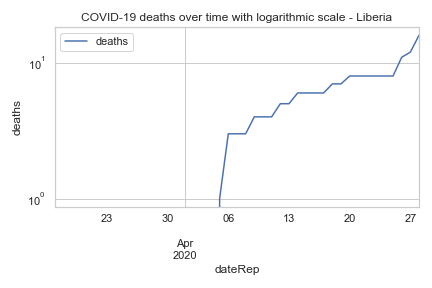 COVID-19 deaths over time with logarithmic scale - Liberia
deaths
10¹
deaths
10⁰
23 30 06 13 20 27
Apr
2020
dateRep